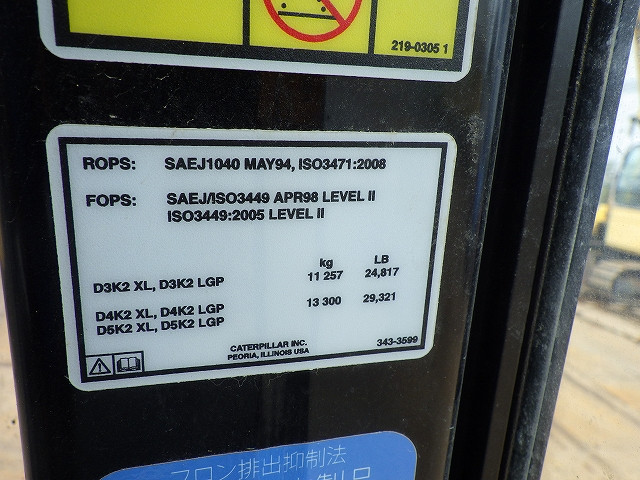 219-0305 1
ROPS: SAEJ1040 MAY94, ISO3471:2008
FOPS: SAEJ/ISO3449 APR98 LEVEL II
ISO3449:2005 LEVEL II
kg LB
D3K2 XL, D3K2 LGP 11 257 24,817
D4K2 XL, D4K2 LGP 13 300 29,321
D5K2 XL, D5K2 LGP
CATERPILLAR INC. 343-3599
PEORIA, ILLINOIS USA
フロン排出抑制法
製品